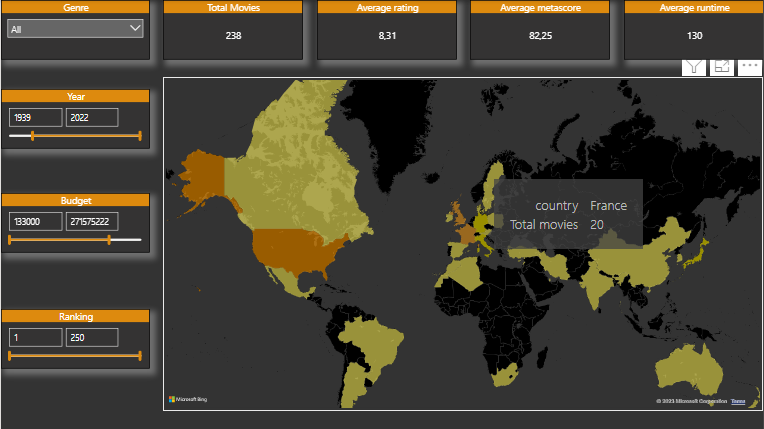 Genre
All
Total Movies
238
Average rating
8,31
Average metascore
82,25
Average runtime
130
Year
1939 2022
Budget
133000 271575222
Ranking
1 250
country France
Total movies 20
Microsoft Bing
© 2023 Microsoft Corporation Terms